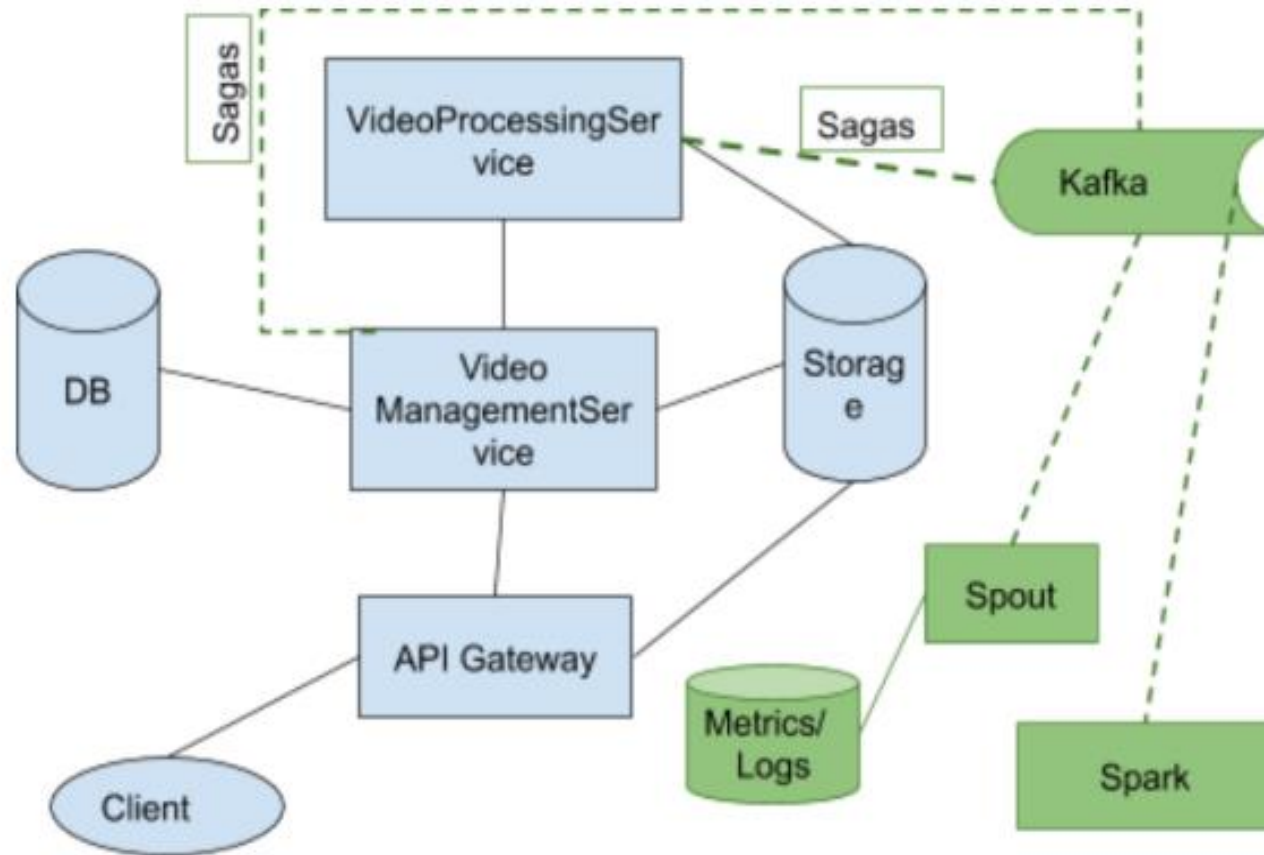 Sagas
VideoProcessingSer
vice
Sagas
Kafka
DB
Video
ManagementSer
vice
Storag
e
Spout
API Gateway
Metrics/
Logs
Spark
Client